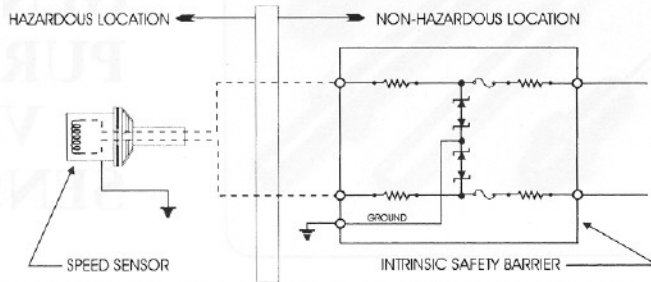 HAZARDOUS LOCATION
NON-HAZARDOUS LOCATION
GROUND
SPEED SENSOR
INTRINSIC SAFETY BARRIER